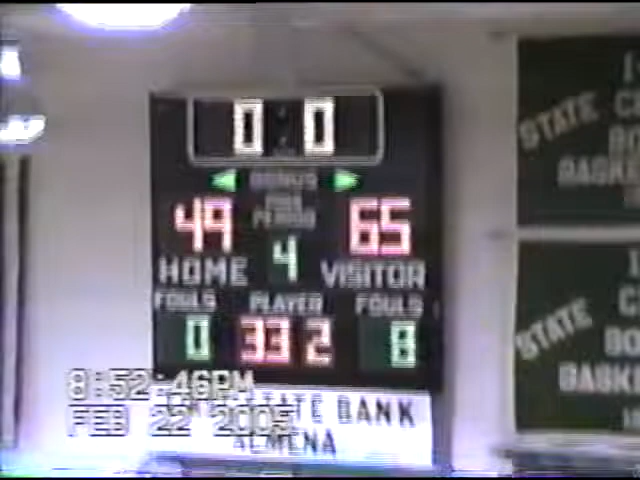 0:0
BONUS
PERIOD
49 4 65
HOME VISITOR
FOULS PLAYER FOULS
0 33 2 8
8:52:46PM
STATE BANK
FEB 22 2005
ALMENA
STATE
STATE